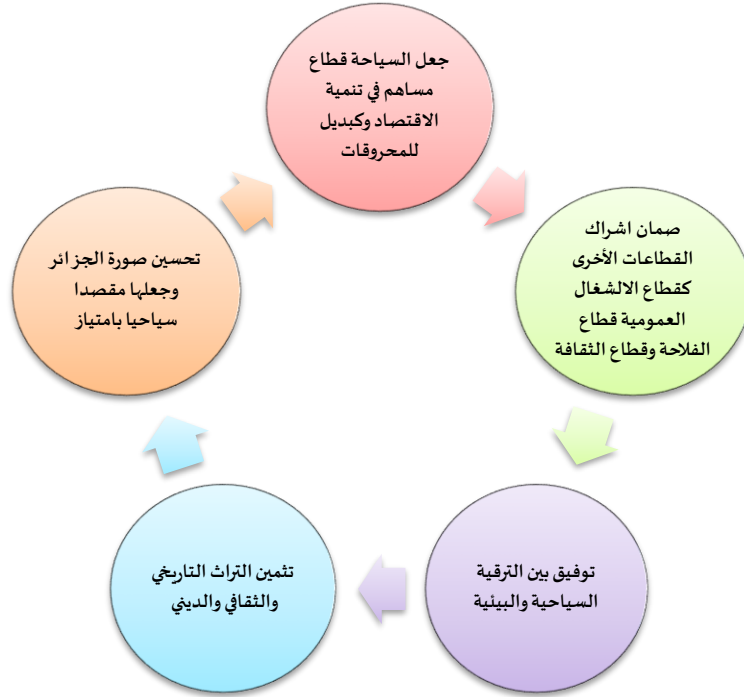 جعل السياحة قطاع
مساهم في تنمية
الاقتصاد وكبديل
للمحروقات
صمان اشراك
القطاعات الأخرى
كقطاع الالشغال
العمومية قطاع
الفلاحة وقطاع الثقافة
توفيق بين الترقية
السياحية والبيئية
تثمين التراث التاريخي
والثقافي والديني
تحسين صورة الجزائر
وجعلها مقصدا
سياحيا بامتياز